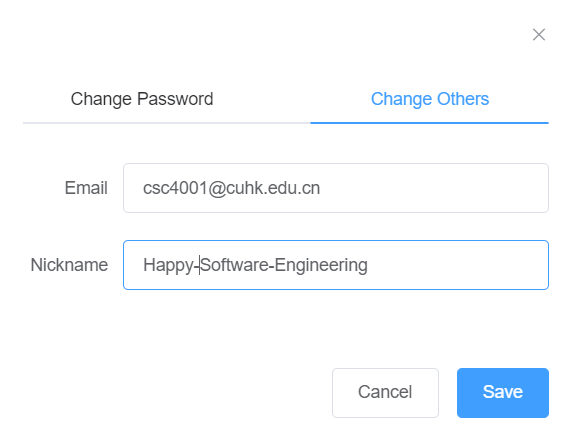 Change Password Change Others
Email csc4001@cuhk.edu.cn
Nickname Happy-Software-Engineering
Cancel Save